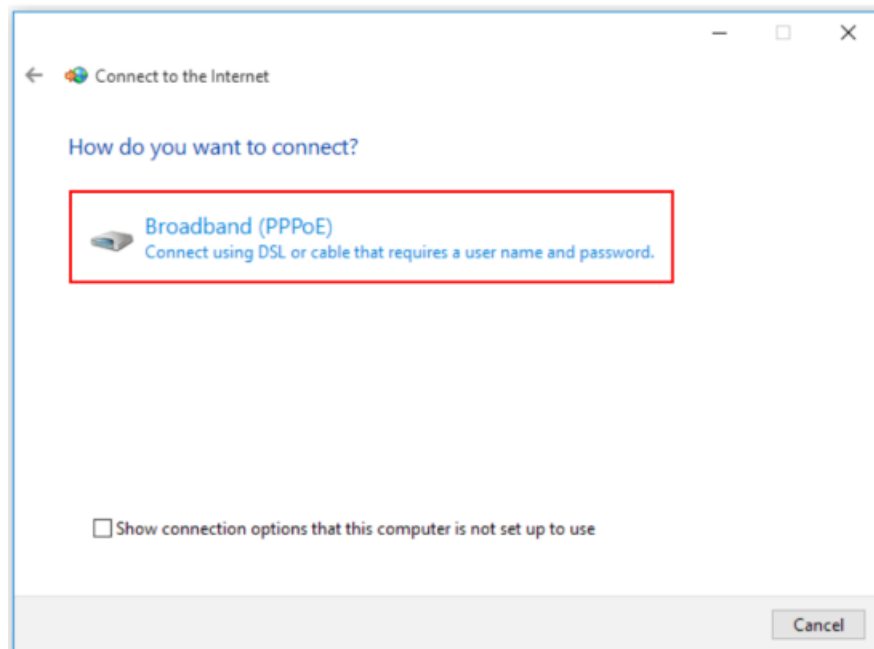 Connect to the Internet
How do you want to connect?
Broadband (PPPoE)
Connect using DSL or cable that requires a user name and password.
Show connection options that this computer is not set up to use
Cancel